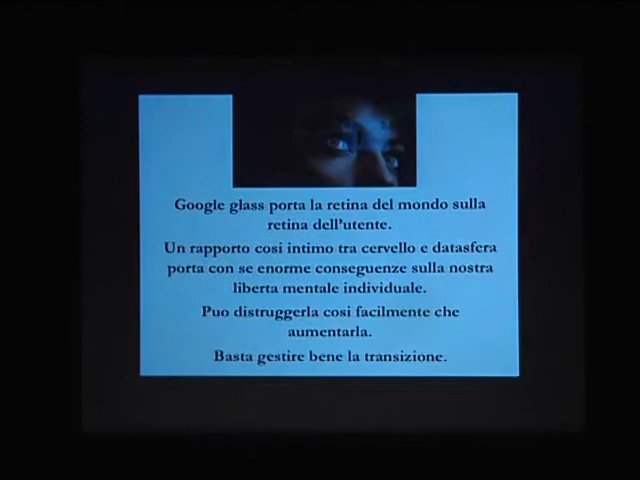 Google glass porta la retina del mondo sulla
retina dell'utente.
Un rapporto cosi intimo tra cervello e datasfera
porta con se enorme conseguenze sulla nostra
liberta mentale individuale.
Puo distruggerla cosi facilmente che
aumentarla.
Basta gestire bene la transizione.